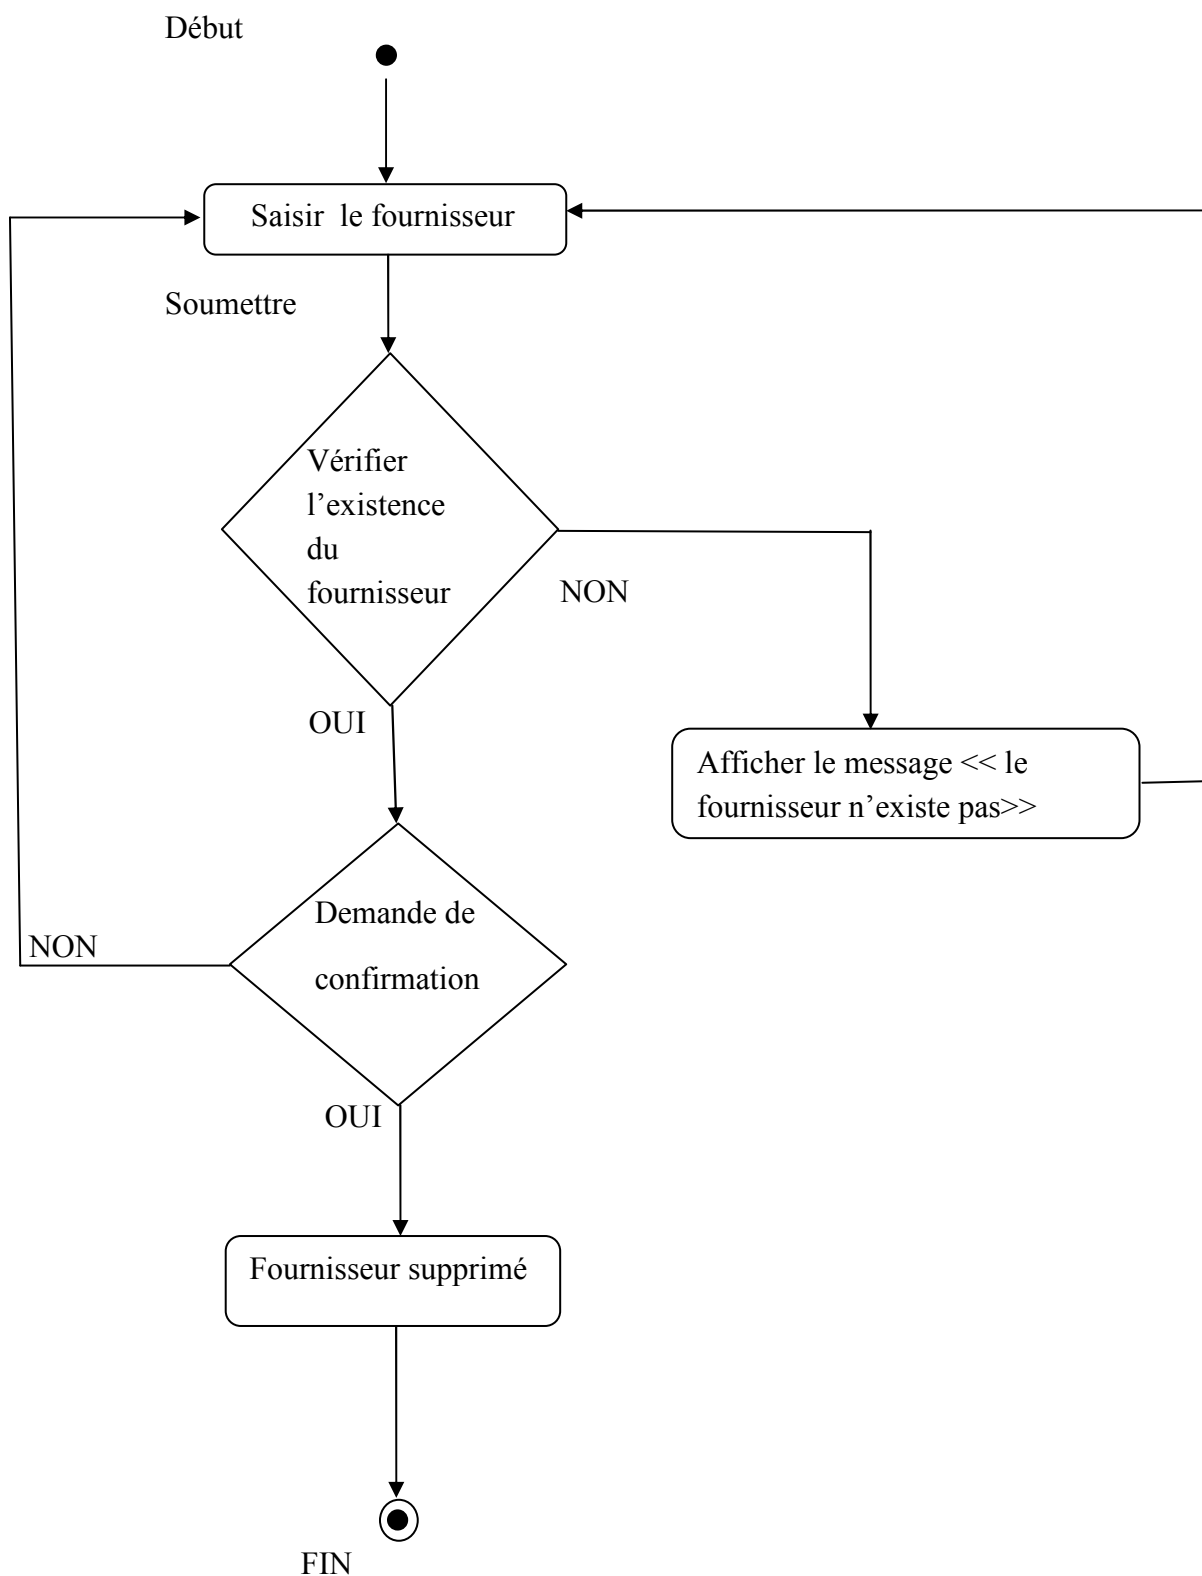 Début
Saisir  le fournisseur
Soumettre
Vérifier
l’existence
du
fournisseur
NON
OUI
Afficher le message << le
fournisseur n’existe pas>>
Demande de
confirmation
NON
OUI
Fournisseur supprimé
FIN